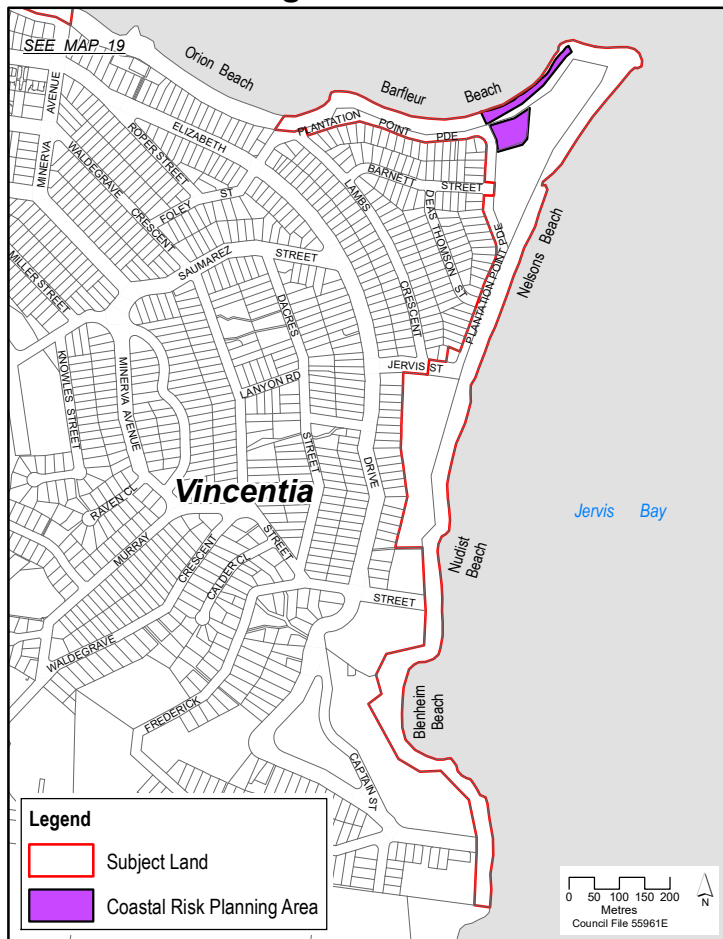 SEE MAP 19
Orion Beach
Barfleur
Beach
AVENUE
MINERVA
ELIZABETH
PLANTATION
POINT
PDE
ROPER STREET
WALDEGRAVE
CRESCENT
FOLEY
ST
BARNETT
STREET
LAMBS
CRESCENT
DEAS THOMSON ST
MILLER STREET
SAUMAREZ
STREET
PLANTATION POINT PDE
Nelsons Beach
DACRES
STREET
JERVIS ST
KNOWLES STREET
MINERVA AVENUE
LANYON RD
DRIVE
Vincentia
Jervis Bay
RAVEN CL
MURRAY
STREET
CRESCENT
CALDER CL
WALDEGRAVE
STREET
Nudist
Beach
FREDERICK
Blenheim
Beach
CAPTAIN ST
Legend
Subject Land
Coastal Risk Planning Area
0 50 100 150 200
Metres
Council File 55961E
N